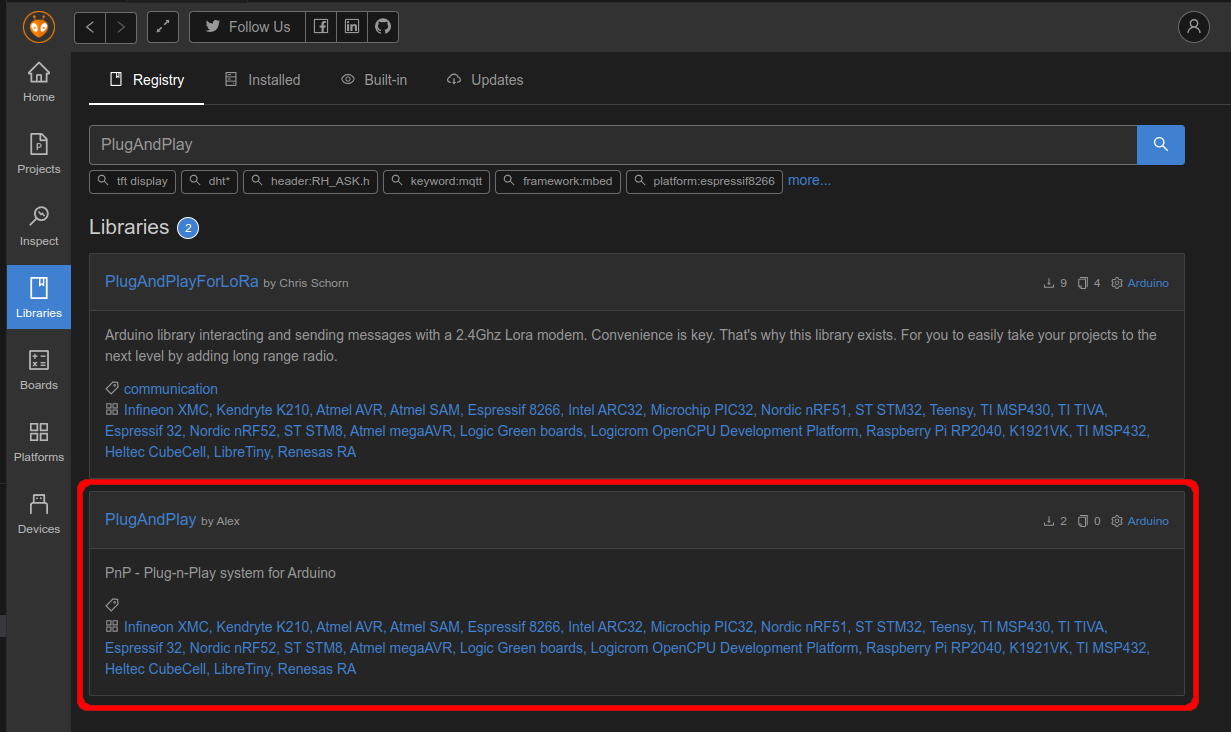 Follow Us
Home
Projects
Inspect
Libraries
Boards
Platforms
Devices
Registry Installed Built-in Updates
PlugAndPlay
tft display dht* header:RH_ASK.h keyword:mqtt framework:mbed platform:espressif8266 more...
Libraries 2
PlugAndPlayForLoRa by Chris Schorn 9 4 Arduino
Arduino library interacting and sending messages with a 2.4Ghz Lora modem. Convenience is key. That's why this library exists. For you to easily take your projects to the
next level by adding long range radio.
communication
Infineon XMC, Kendryte K210, Atmel AVR, Atmel SAM, Espressif 8266, Intel ARC32, Microchip PIC32, Nordic nRF51, ST STM32, Teensy, TI MSP430, TI TIVA,
Espressif 32, Nordic nRF52, ST STM8, Atmel megaAVR, Logic Green boards, Logicrom OpenCPU Development Platform, Raspberry Pi RP2040, K1921VK, TI MSP432,
Heltec CubeCell, LibreTiny, Renesas RA
PlugAndPlay by Alex 2 0 Arduino
PnP - Plug-n-Play system for Arduino
Infineon XMC, Kendryte K210, Atmel AVR, Atmel SAM, Espressif 8266, Intel ARC32, Microchip PIC32, Nordic nRF51, ST STM32, Teensy, TI MSP430, TI TIVA,
Espressif 32, Nordic nRF52, ST STM8, Atmel megaAVR, Logic Green boards, Logicrom OpenCPU Development Platform, Raspberry Pi RP2040, K1921VK, TI MSP432,
Heltec CubeCell, LibreTiny, Renesas RA